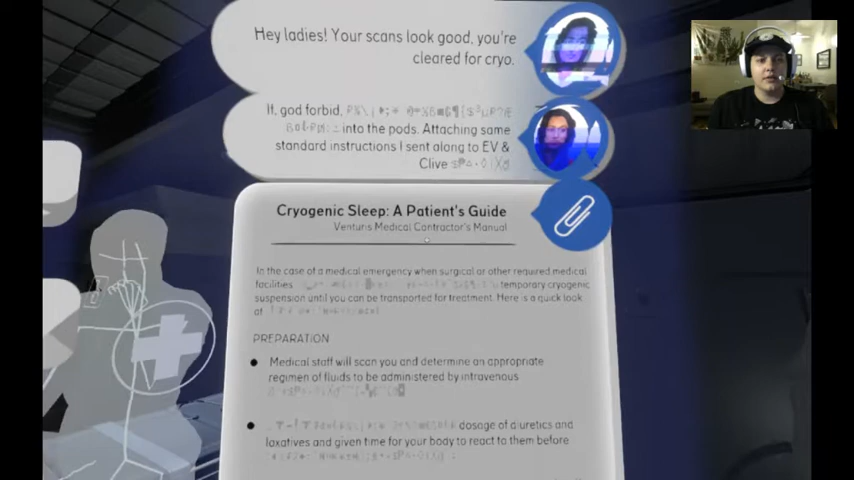 Hey ladies! Your scans look good, you're
cleared for cryo.
If, god forbid,
into the pods. Attaching same
standard instructions I sent along to EV &
Clive
Cryogenic Sleep: A Patient's Guide
Venturis Medical Contractor's Manual
In the case of a medical emergency when surgical or other required medical
facilities temporary cryogenic
suspension until you can be transported for treatment. Here is a quick look
at
PREPARATION
Medical staff will scan you and determine an appropriate
regimen of fluids to be administered by intravenous
dosage of diuretics and
laxatives and given time for your body to react to them before